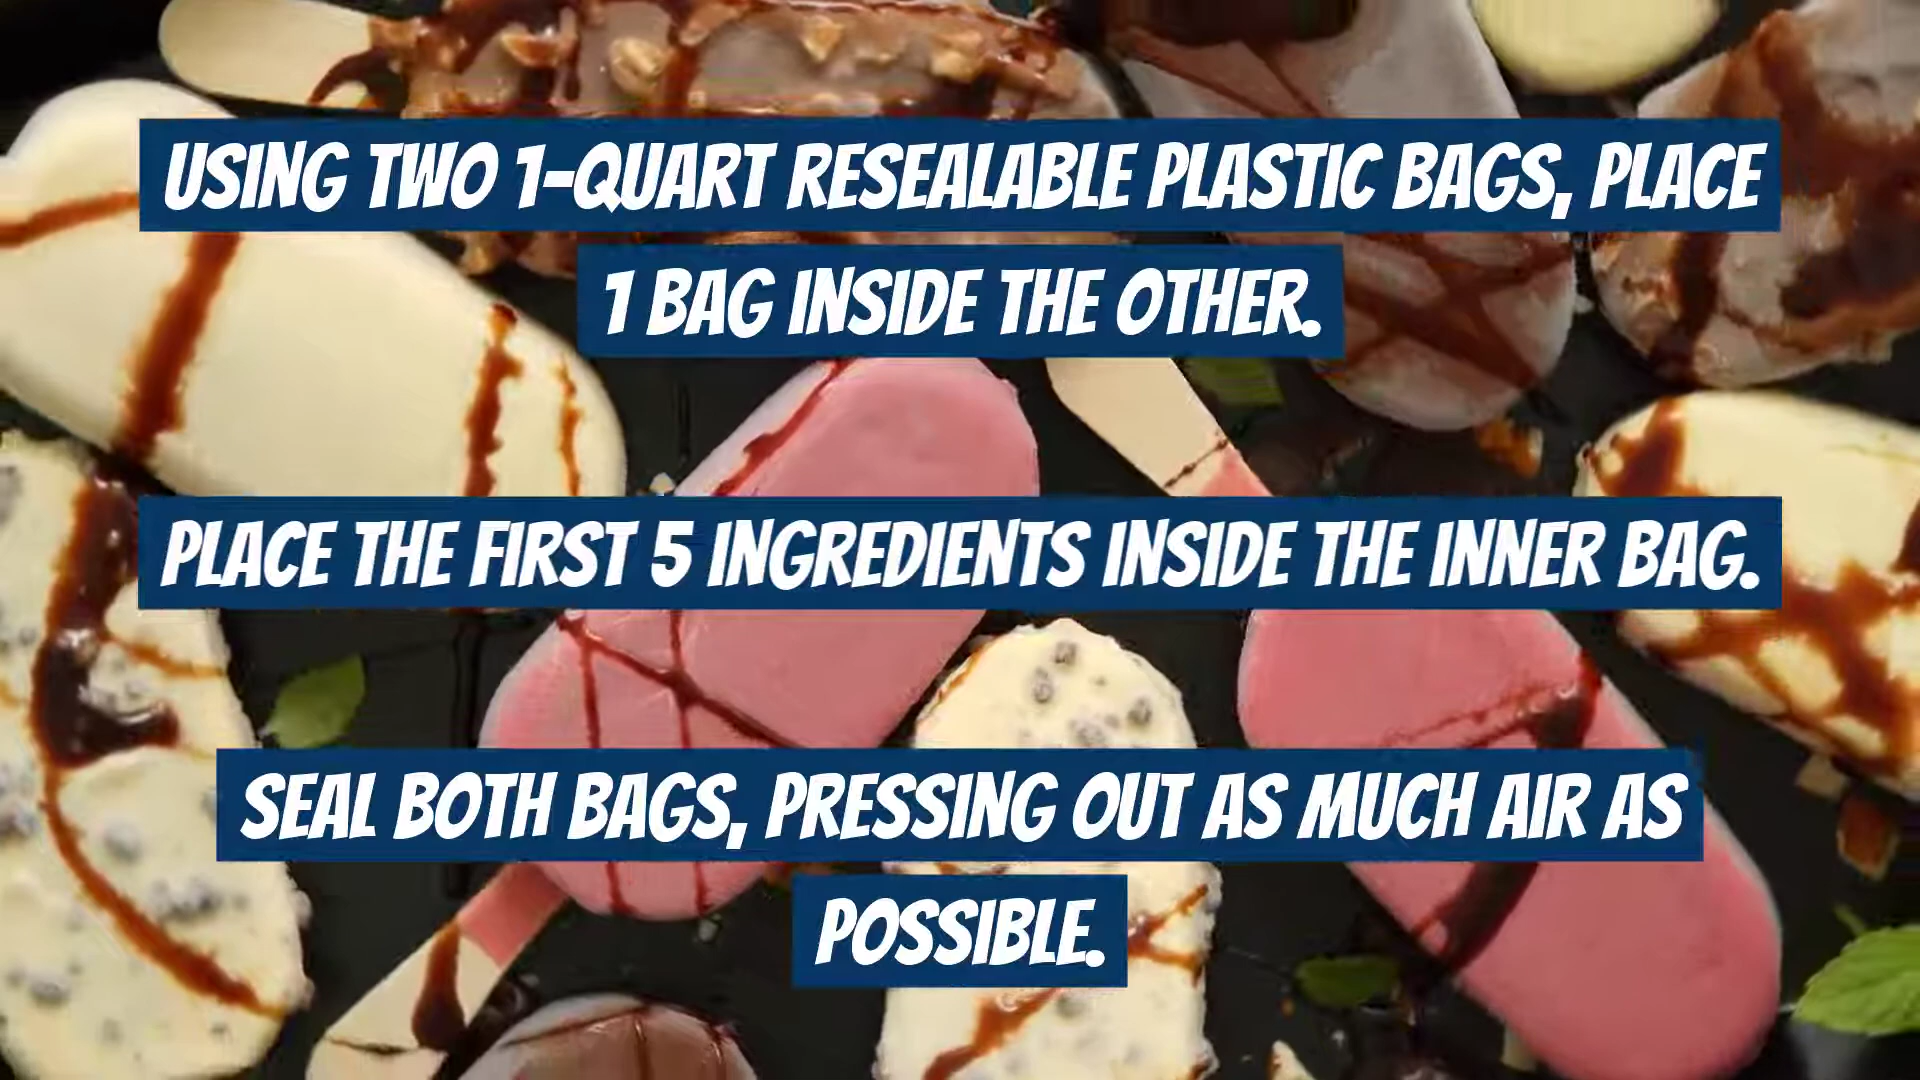 USING TWO 1-QUART RESEALABLE PLASTIC BAGS, PLACE
1 BAG INSIDE THE OTHER.
PLACE THE FIRST 5 INGREDIENTS INSIDE THE INNER BAG.
SEAL BOTH BAGS, PRESSING OUT AS MUCH AIR AS
POSSIBLE.